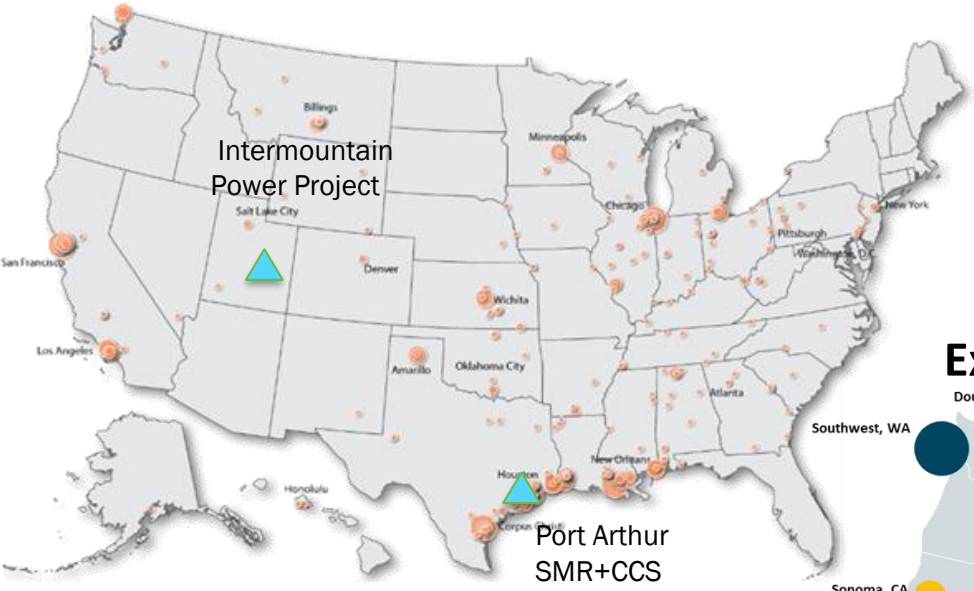 Billings
Intermountain
Power Project
Minneapolis
Salt Lake City
Chicago
New York
Pittsburgh
Washington, D.C.
San Francisco
Denver
Wichita
Los Angeles
Amarillo
Oklahoma City
Atlanta
Southwest, WA
New Orleans
Houston
Honolulu
Corpus Christi
Port Arthur
SMR+CCS
Sonoma, CA